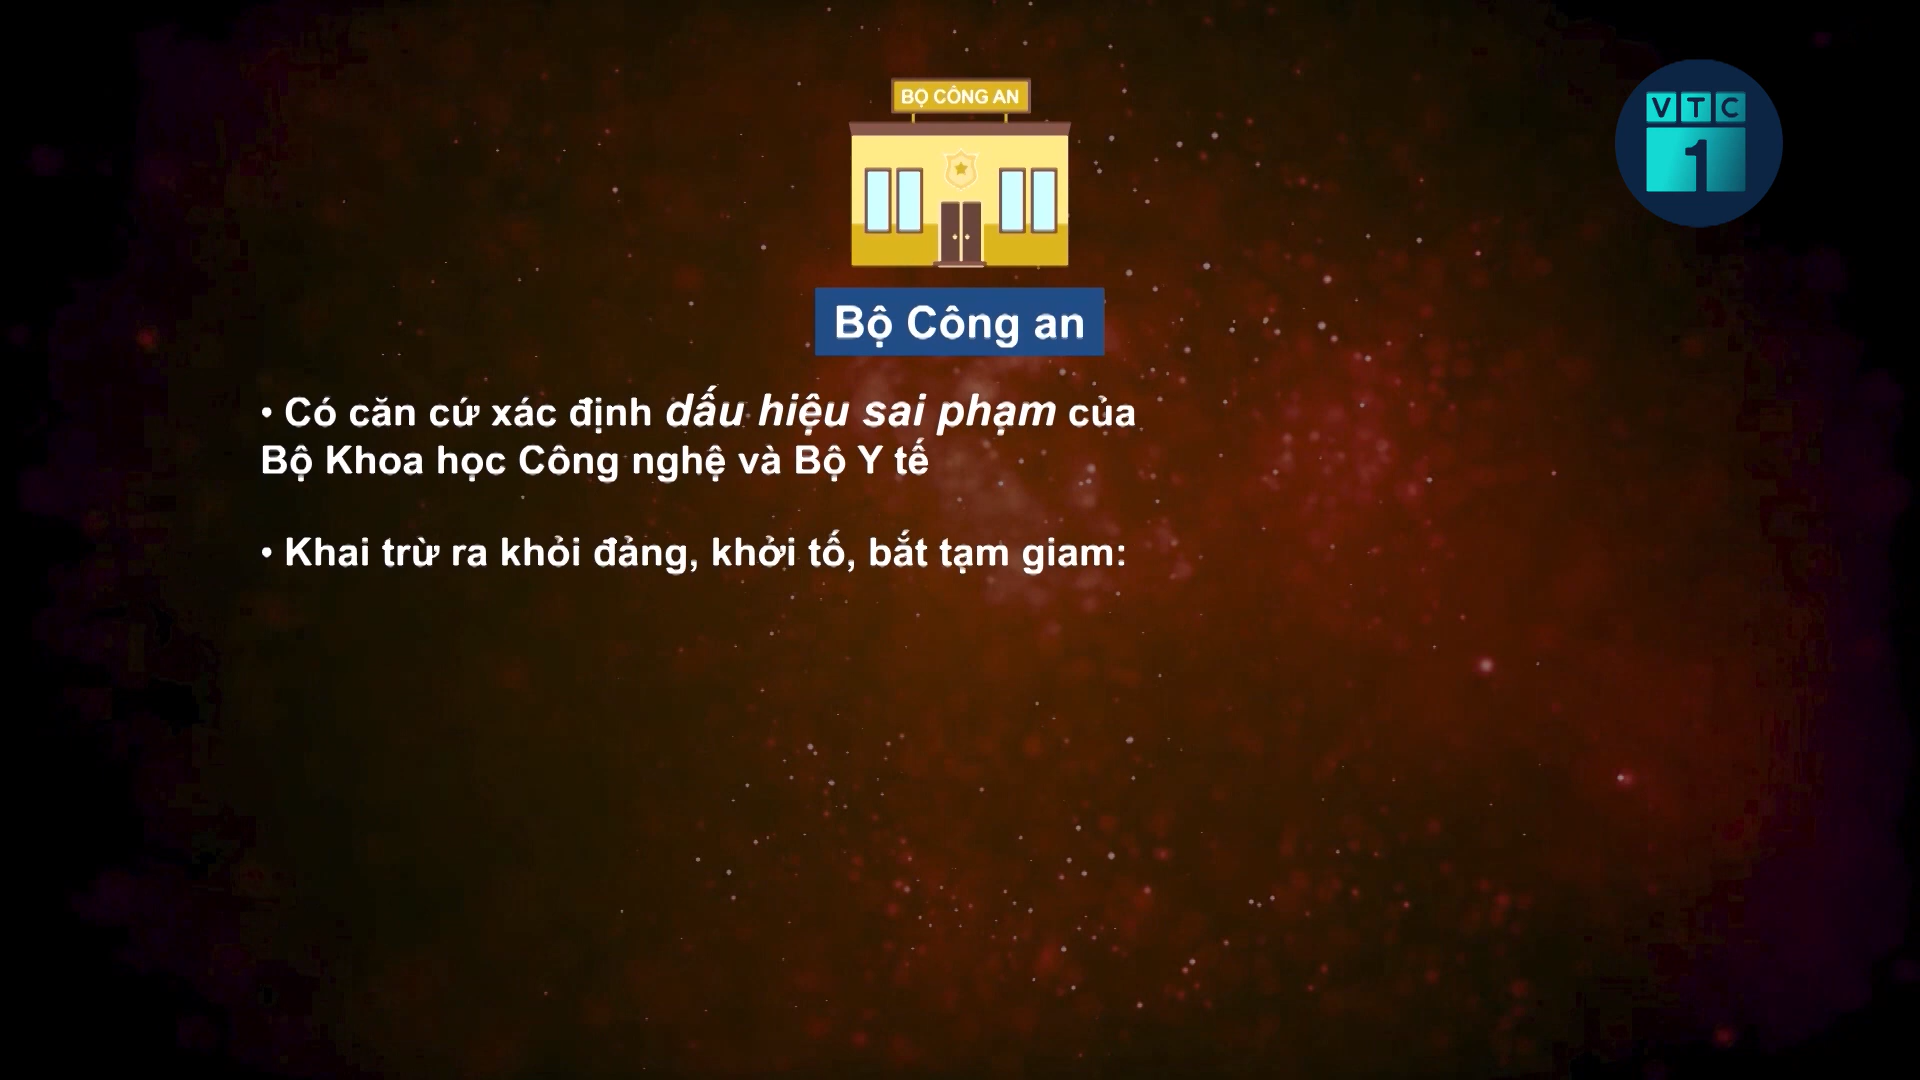 BỘ CÔNG AN
VTC
1
Bộ Công an
• Có căn cứ xác định dấu hiệu sai phạm của
Bộ Khoa học Công nghệ và Bộ Y tế
• Khai trừ ra khỏi đảng, khởi tố, bắt tạm giam: